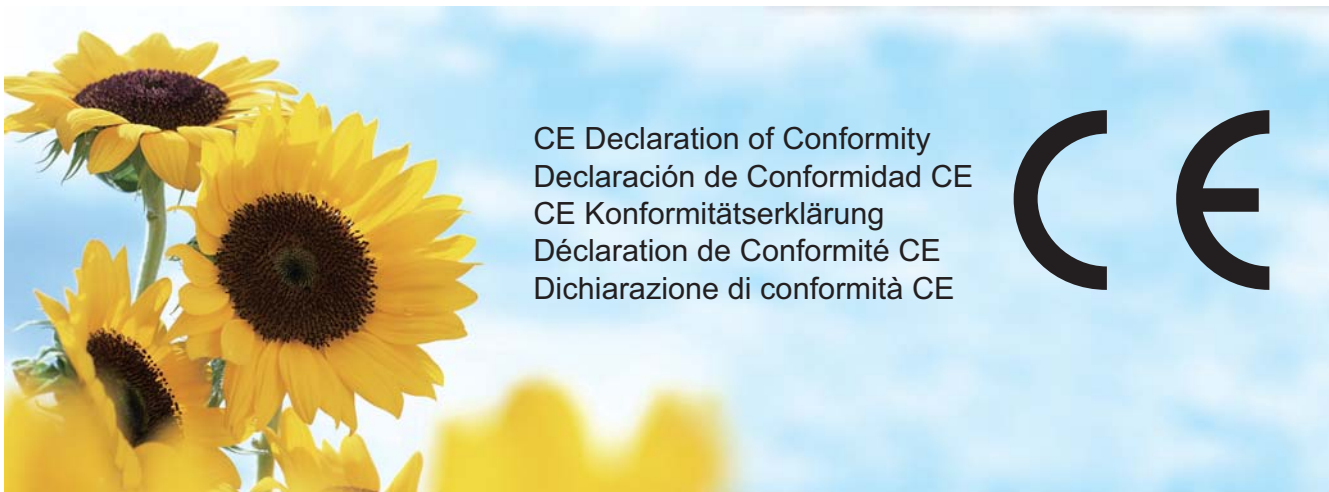 CE Declaration of Conformity
Declaración de Conformidad CE
CE Konformitätserklärung
Déclaration de Conformité CE
Dichiarazione di conformità CE
CE